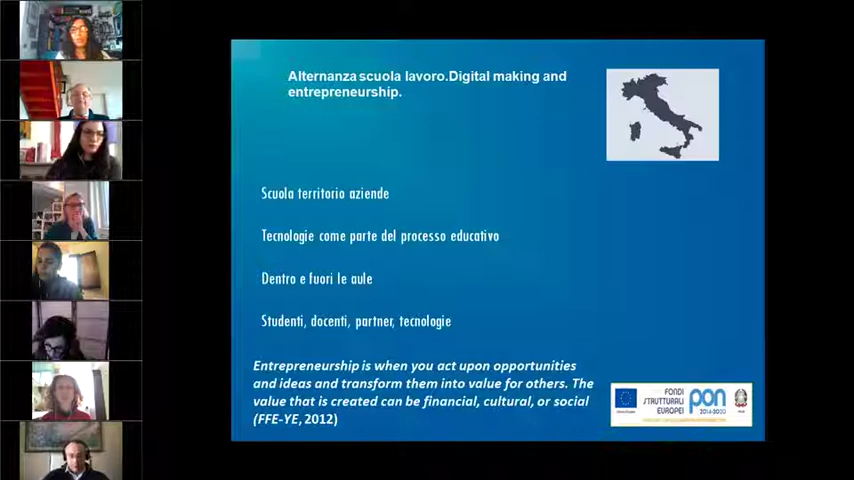 Alternanza scuola lavoro.Digital making and
entrepreneurship.
Scuola territorio aziende
Tecnologie come parte del processo educativo
Dentro e fuori le aule
Studenti, docenti, partner, tecnologie
Entrepreneurship is when you act upon opportunities
and ideas and transform them into value for others. The
value that is created can be financial, cultural, or social
(FFE-YE, 2012)
FONDI
STRUTTURALI
EUROPEI
pon
2014-2020